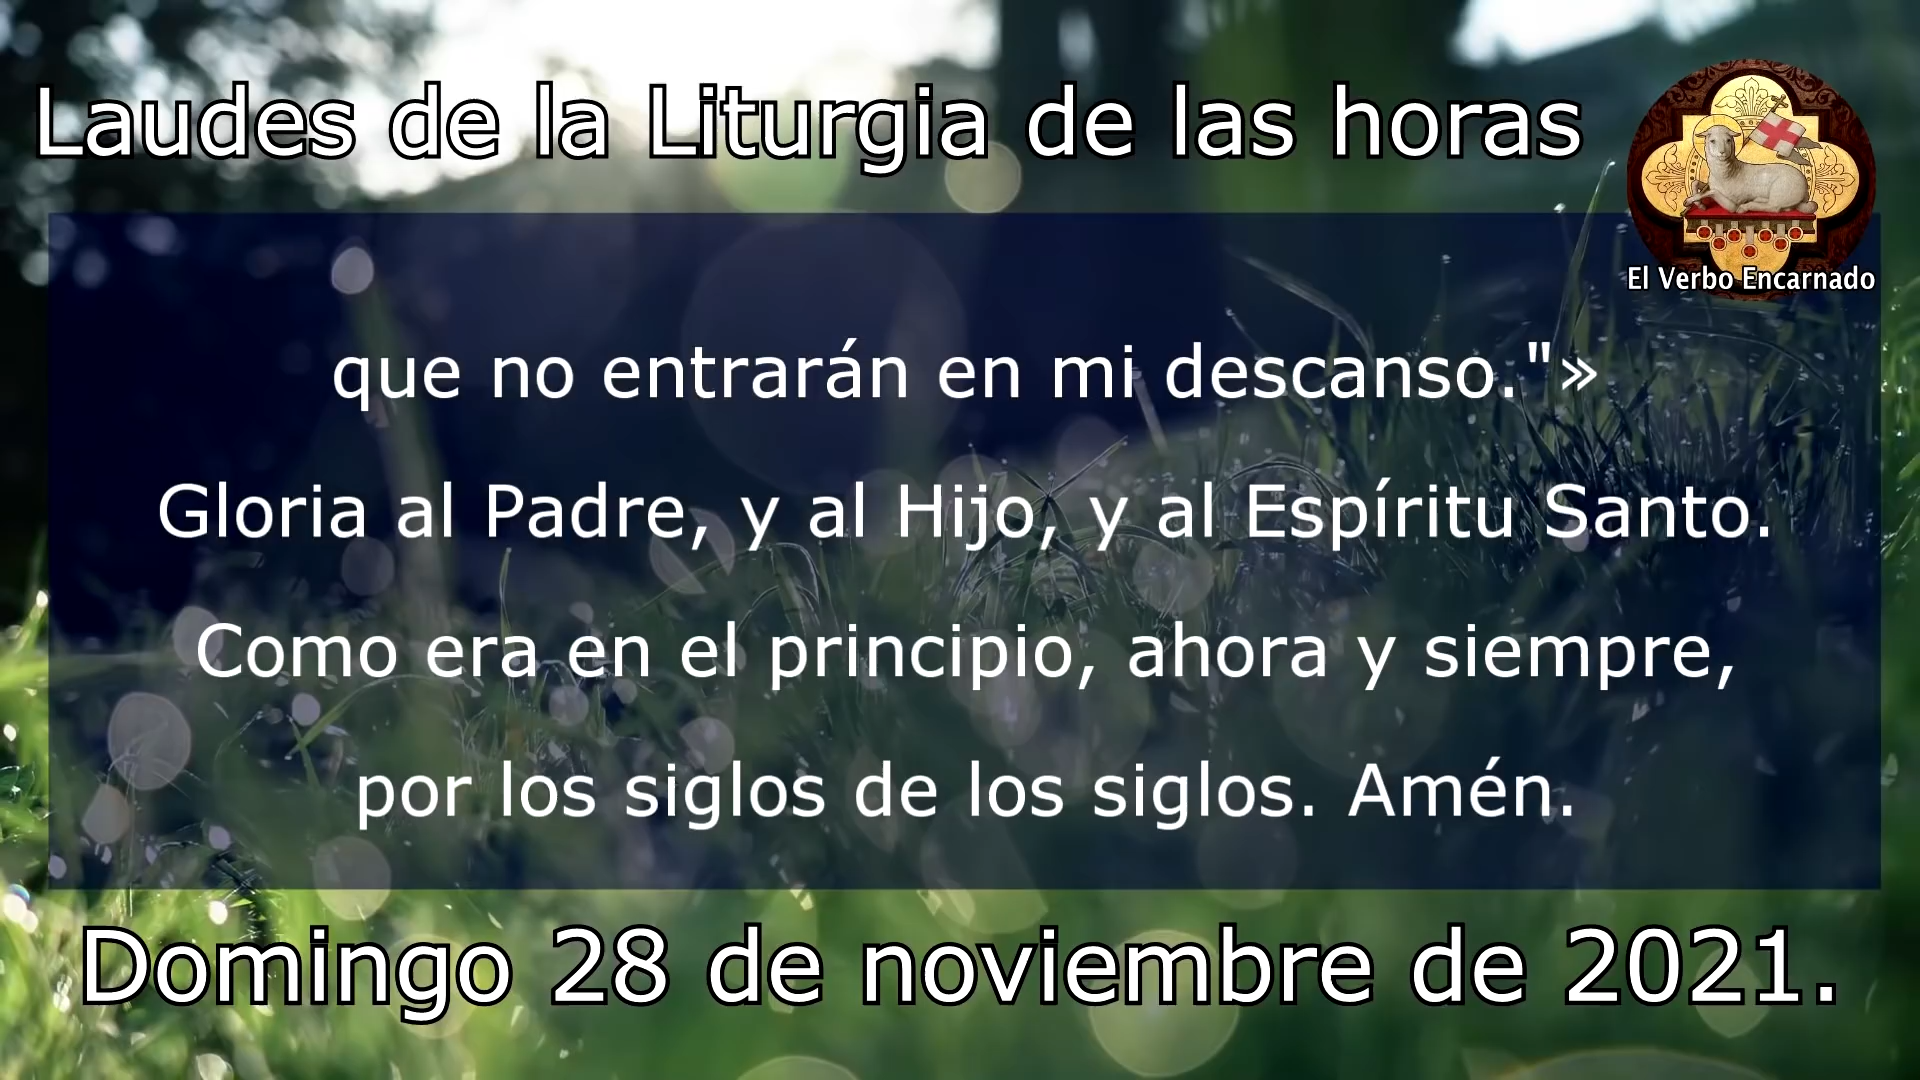 Laudes de la Liturgia de las horas
El Verbo Encarnado
que no entrarán en mi descanso."»
Gloria al Padre, y al Hijo, y al Espíritu Santo.
Como era en el principio, ahora y siempre,
por los siglos de los siglos. Amén.
Domingo 28 de noviembre de 2021.